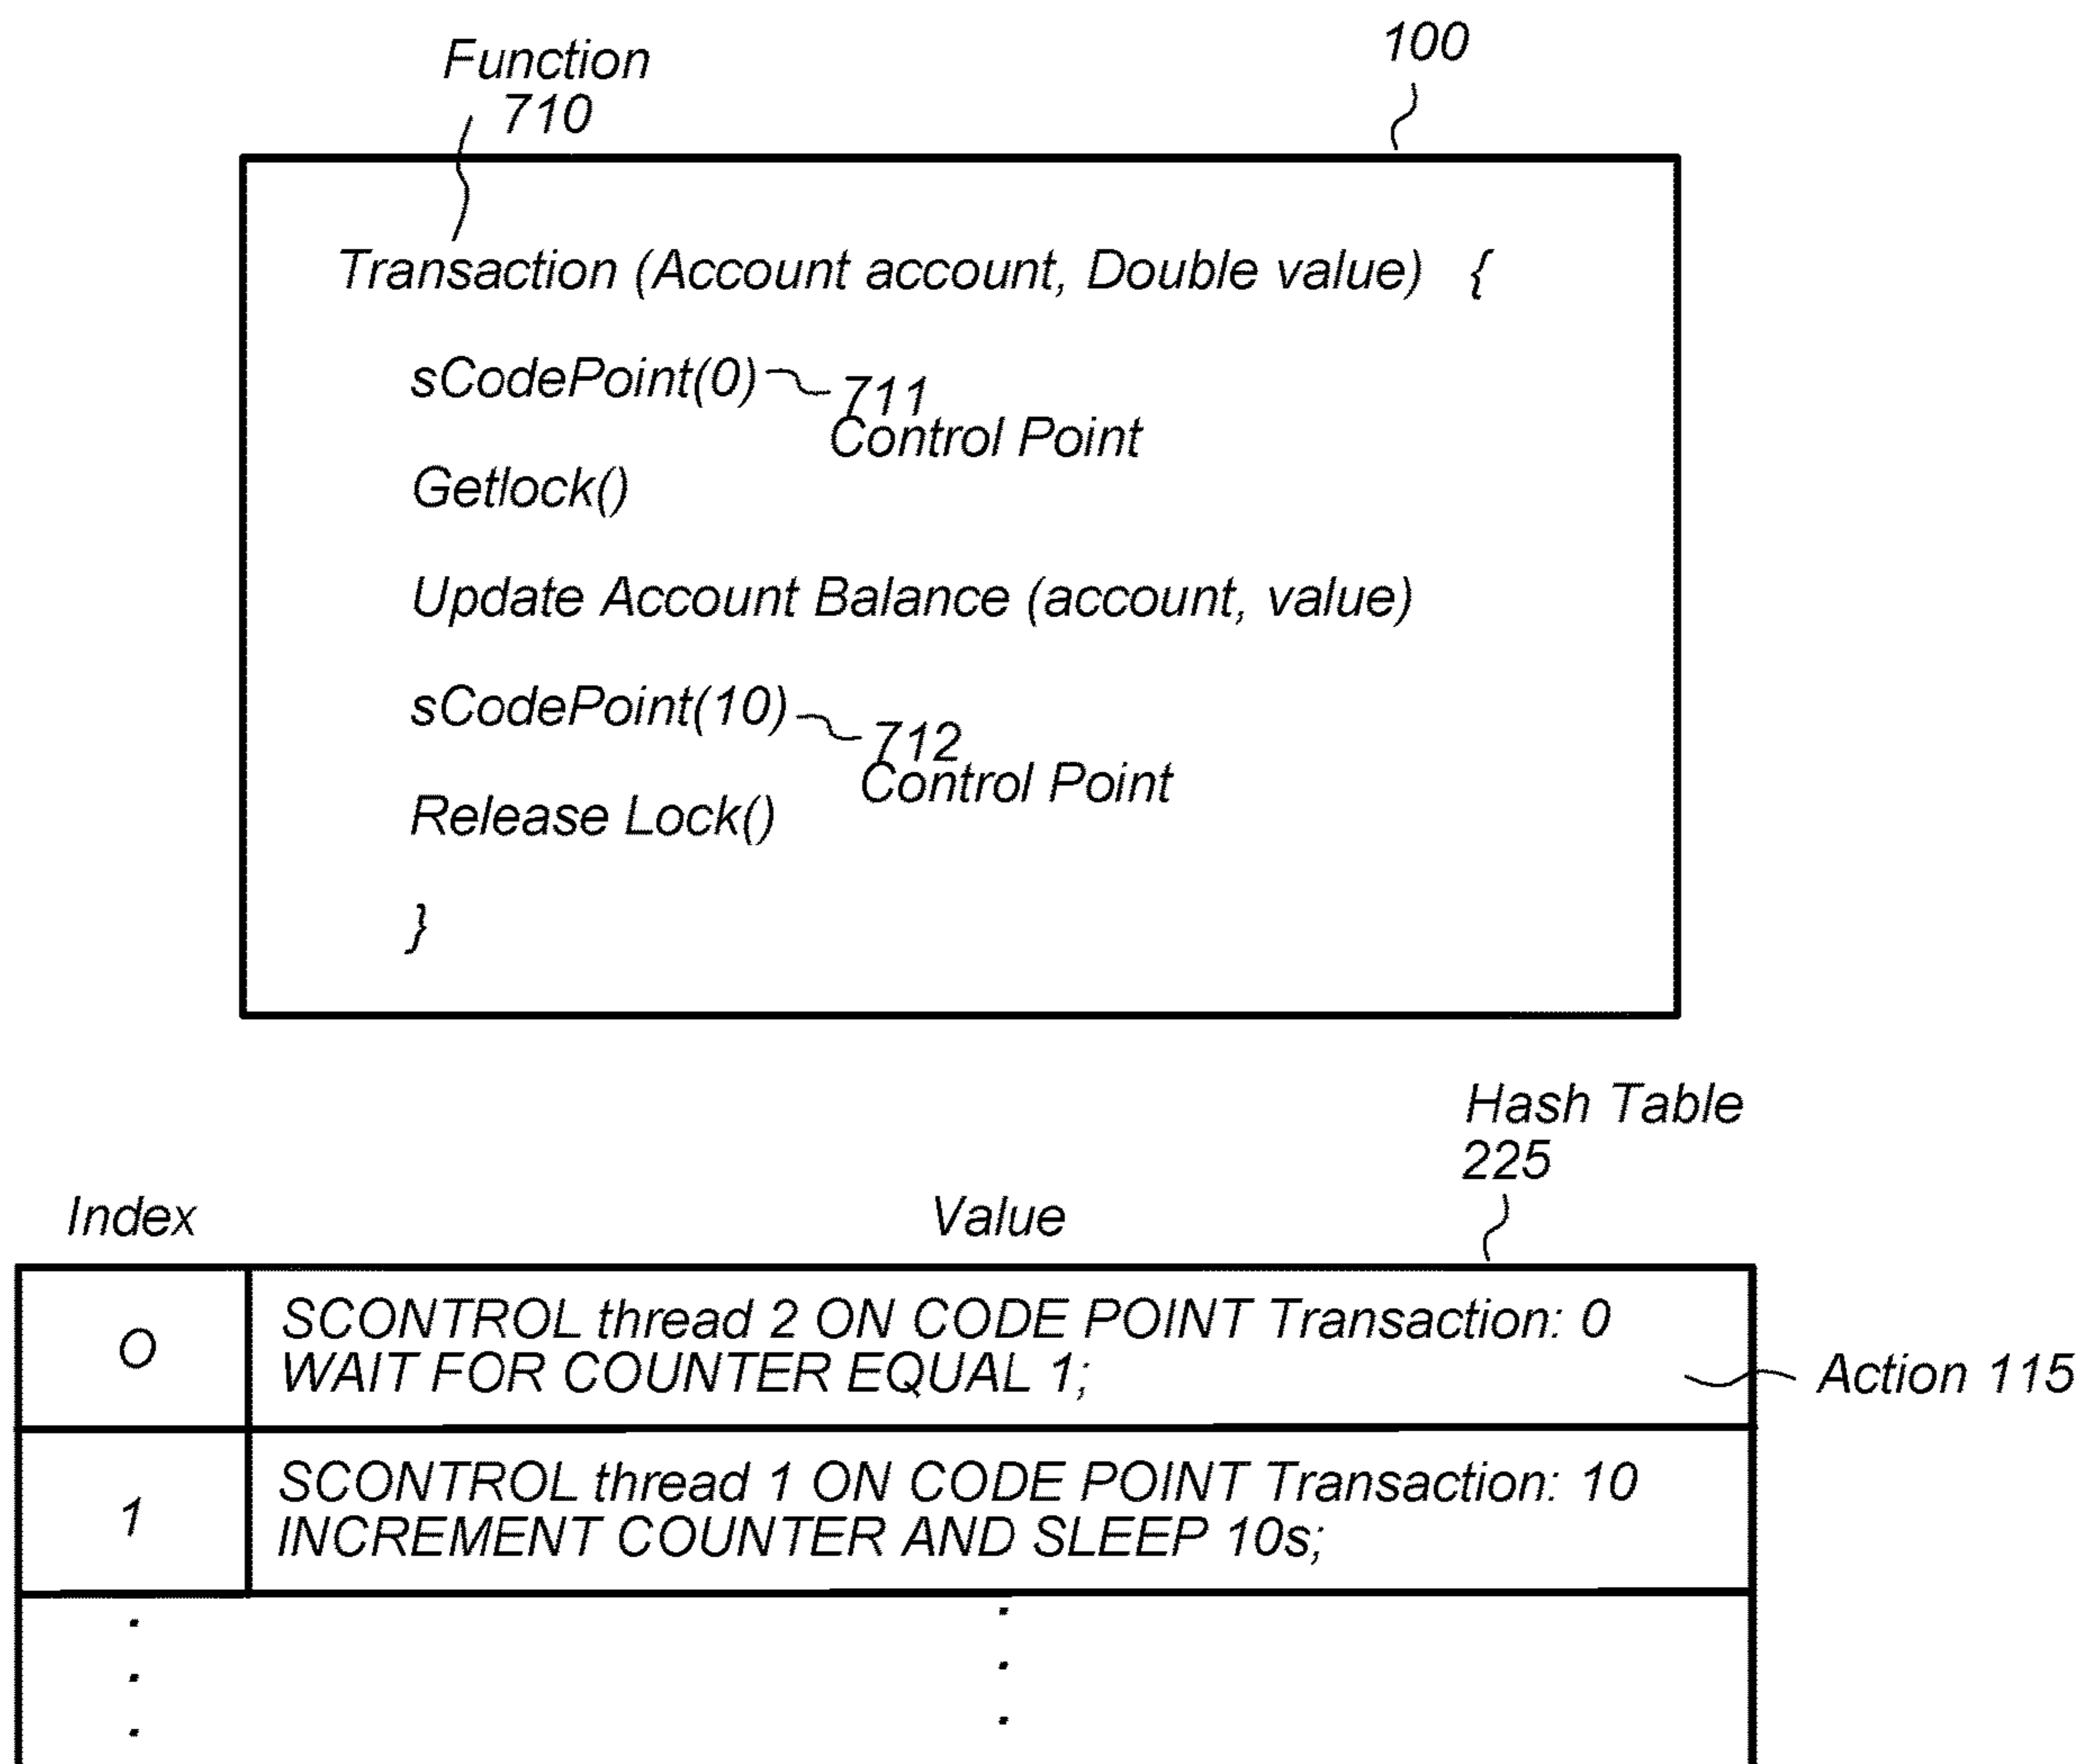 Function
710
100
Transaction (Account account, Double value) {
sCodePoint(0)
711
Control Point
Getlock()
Update Account Balance (account, value)
sCodePoint(10)
712
Control Point
Release Lock()
}
Hash Table
225
Index
Value
0
SCONTROL thread 2 ON CODE POINT Transaction: 0
WAIT FOR COUNTER EQUAL 1;
Action 115
1
SCONTROL thread 1 ON CODE POINT Transaction: 10
INCREMENT COUNTER AND SLEEP 10s;